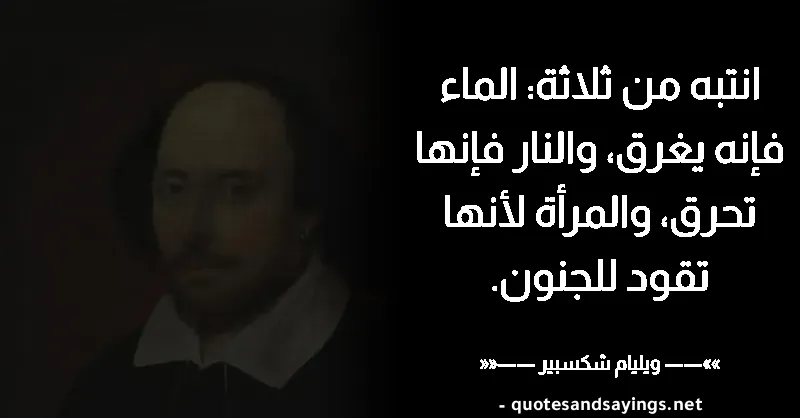 انتبه من ثلاثة: الماء
فإنه يغرق، والنار فإنها
تحرق، والمرأة لأنها
تقود للجنون.
»»——— ويليام شكسبير ———««
- quotesandsayings.net